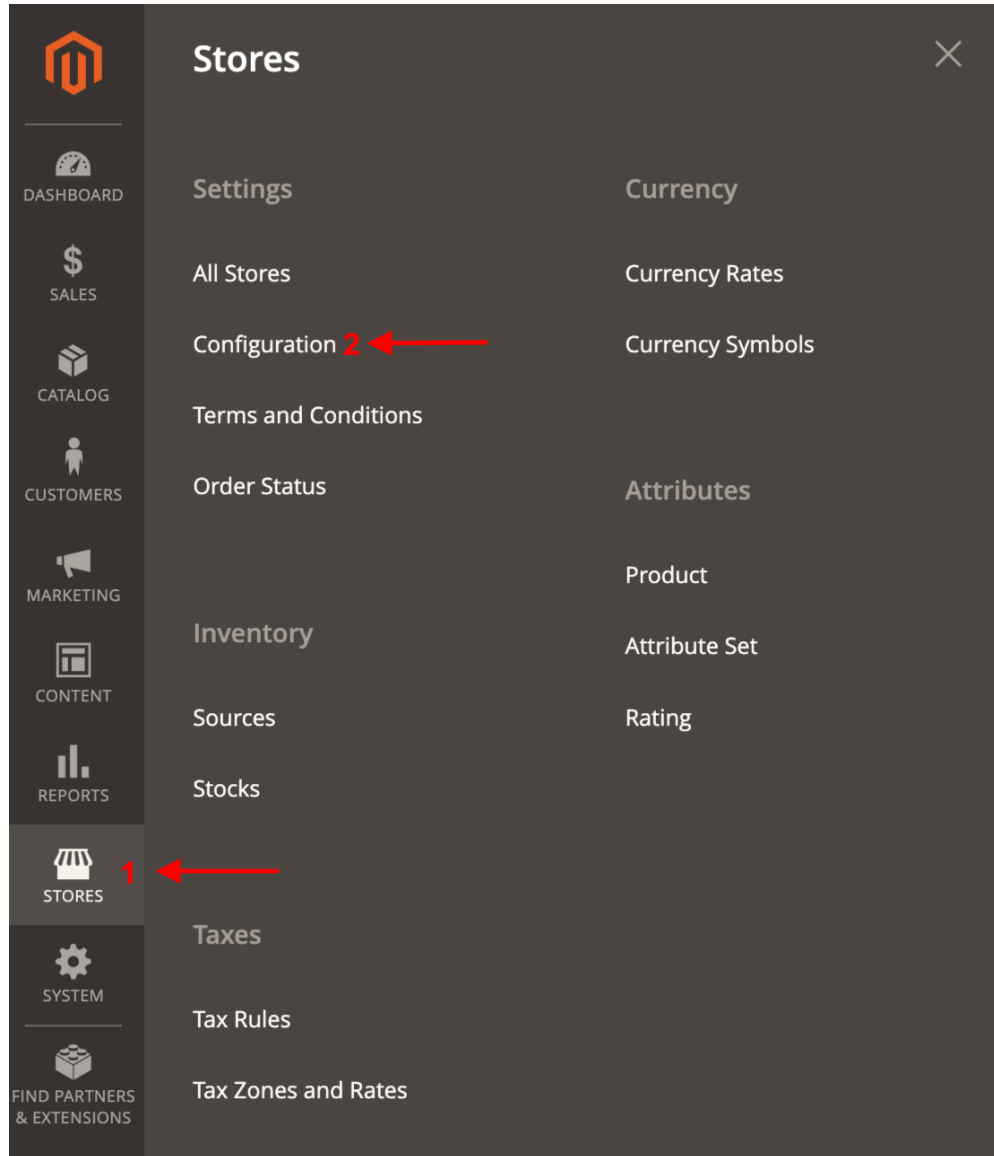 DASHBOARD
SALES
CATALOG
CUSTOMERS
MARKETING
CONTENT
REPORTS
STORES 1
SYSTEM
FIND PARTNERS
& EXTENSIONS
Stores
Settings
All Stores
Configuration 2
Terms and Conditions
Order Status
Inventory
Sources
Stocks
Taxes
Tax Rules
Tax Zones and Rates
Currency
Currency Rates
Currency Symbols
Attributes
Product
Attribute Set
Rating